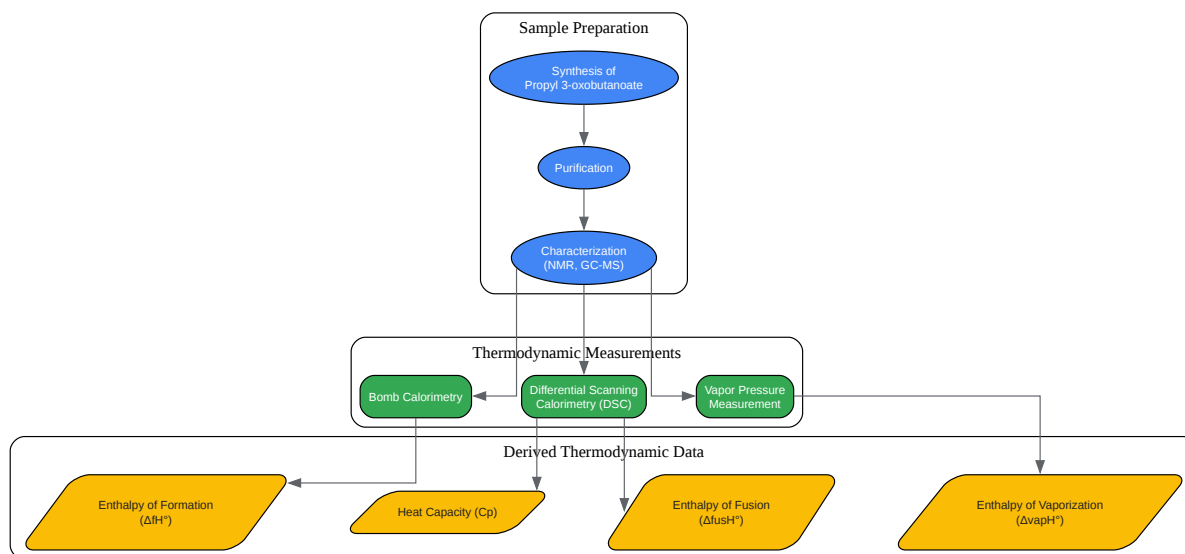 Sample Preparation
Synthesis of
Propyl 3-oxobutanoate
Purification
Characterization
(NMR, GC-MS)
Thermodynamic Measurements
Bomb Calorimetry
Differential Scanning
Calorimetry (DSC)
Vapor Pressure
Measurement
Derived Thermodynamic Data
Enthalpy of Formation
(ΔfH°)
Heat Capacity (Cp)
Enthalpy of Fusion
(ΔfusH°)
Enthalpy of Vaporization
(ΔvapH°)